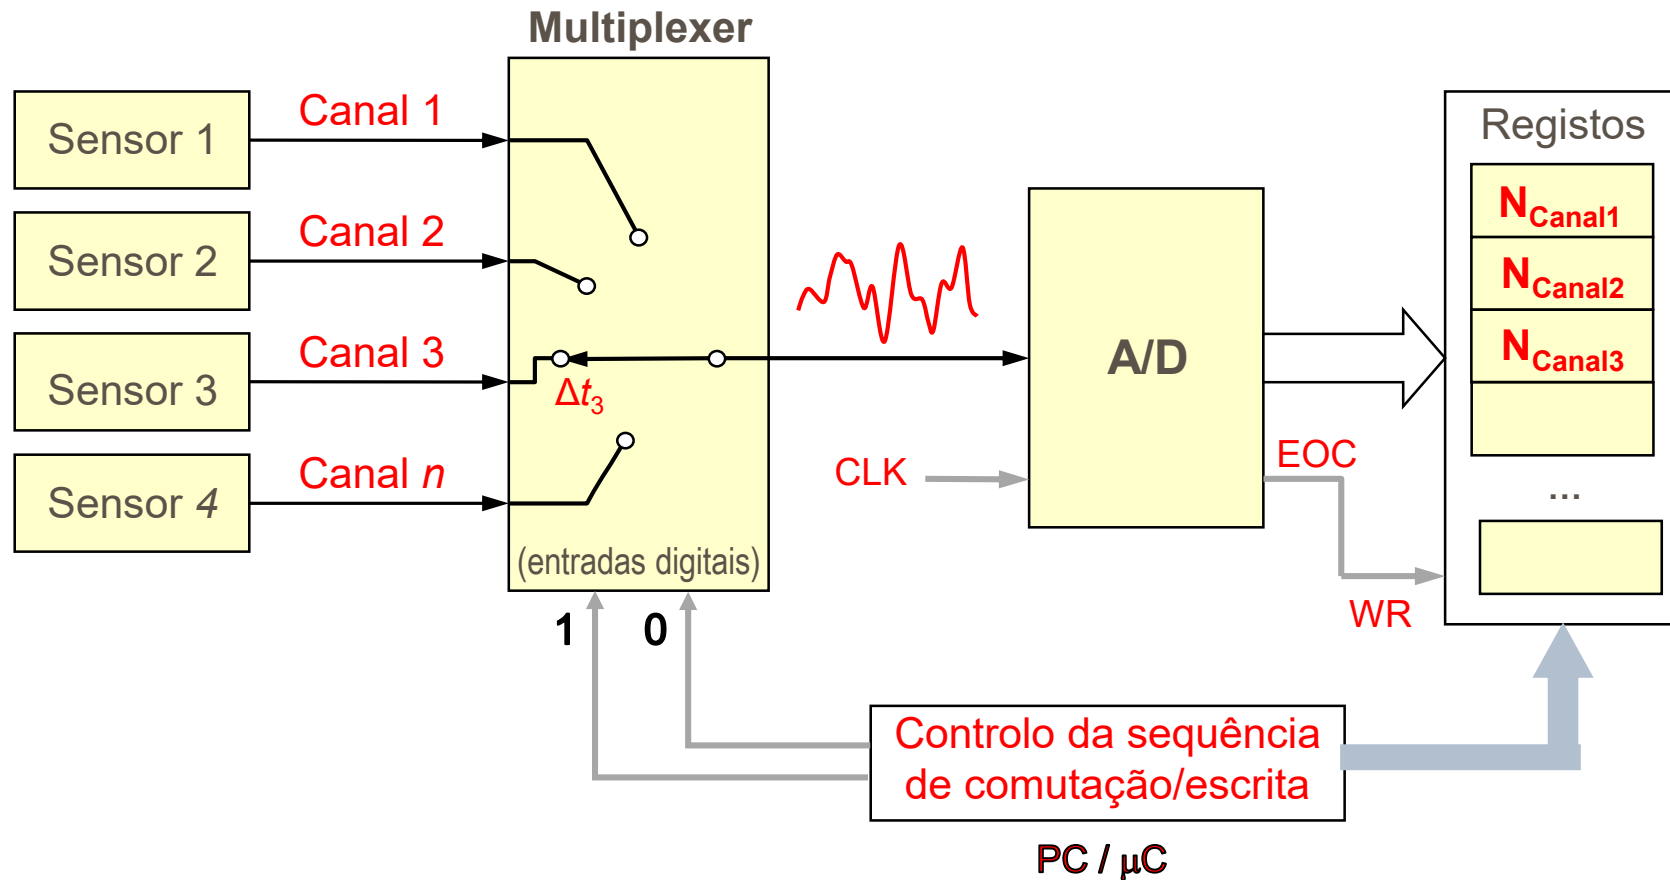 Multiplexer
Sensor 1
Canal 1
Sensor 2
Canal 2
Sensor 3
Canal 3
Sensor 4
Canal n
Δt3
(entradas digitais)
1 0
A/D
CLK
EOC
WR
Registos
NCanal1
NCanal2
NCanal3
...
Controlo da sequência
de comutação/escrita
PC / μC